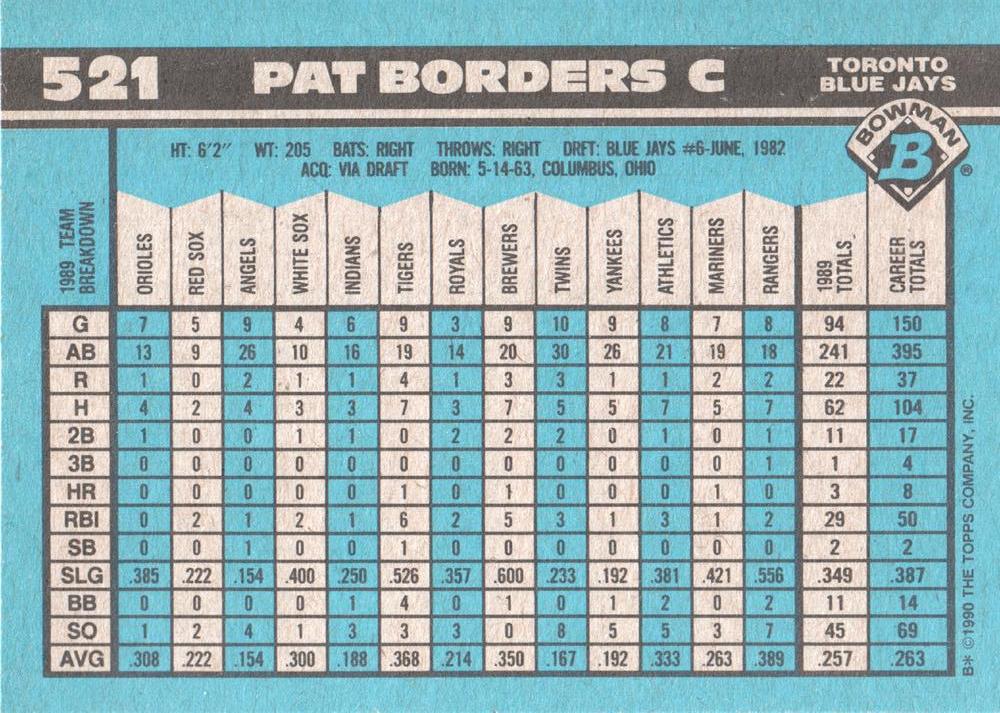 521 PAT BORDERS C TORONTO
BLUE JAYS
BOWMAN
B ®
HT: 6'2" WT: 205 BATS: RIGHT THROWS: RIGHT DRFT: BLUE JAYS #6-JUNE, 1982
ACQ: VIA DRAFT BORN: 5-14-63, COLUMBUS, OHIO
1989 TEAM BREAKDOWN ORIOLES RED SOX ANGELS WHITE SOX INDIANS TIGERS ROYALS BREWERS TWINS YANKEES ATHLETICS MARINERS RANGERS 1989 TOTALS CAREER TOTALS
G 7 5 9 4 6 9 3 9 10 9 8 7 8 94 150
AB 13 9 26 10 16 19 14 20 30 26 21 19 18 241 395
R 1 0 2 1 1 4 1 3 3 1 1 2 2 22 37
H 4 2 4 3 3 7 3 7 5 5 7 5 7 62 104
2B 1 0 0 1 1 0 2 2 2 0 1 0 1 11 17
3B 0 0 0 0 0 0 0 0 0 0 0 0 1 1 4
HR 0 0 0 0 0 1 0 1 0 0 0 1 0 3 8
RBI 0 2 1 2 1 6 2 5 3 1 3 1 2 29 50
SB 0 0 1 0 0 1 0 0 0 0 0 0 0 2 2
SLG .385 .222 .154 .400 .250 .526 .357 .600 .233 .192 .381 .421 .556 .349 .387
BB 0 0 0 0 1 4 0 1 0 1 2 0 2 11 14
SO 1 2 4 1 3 3 3 0 8 5 5 3 7 45 69
AVG .308 .222 .154 .300 .188 .368 .214 .350 .167 .192 .333 .263 .389 .257 .263
B* ©1990 THE TOPPS COMPANY, INC.